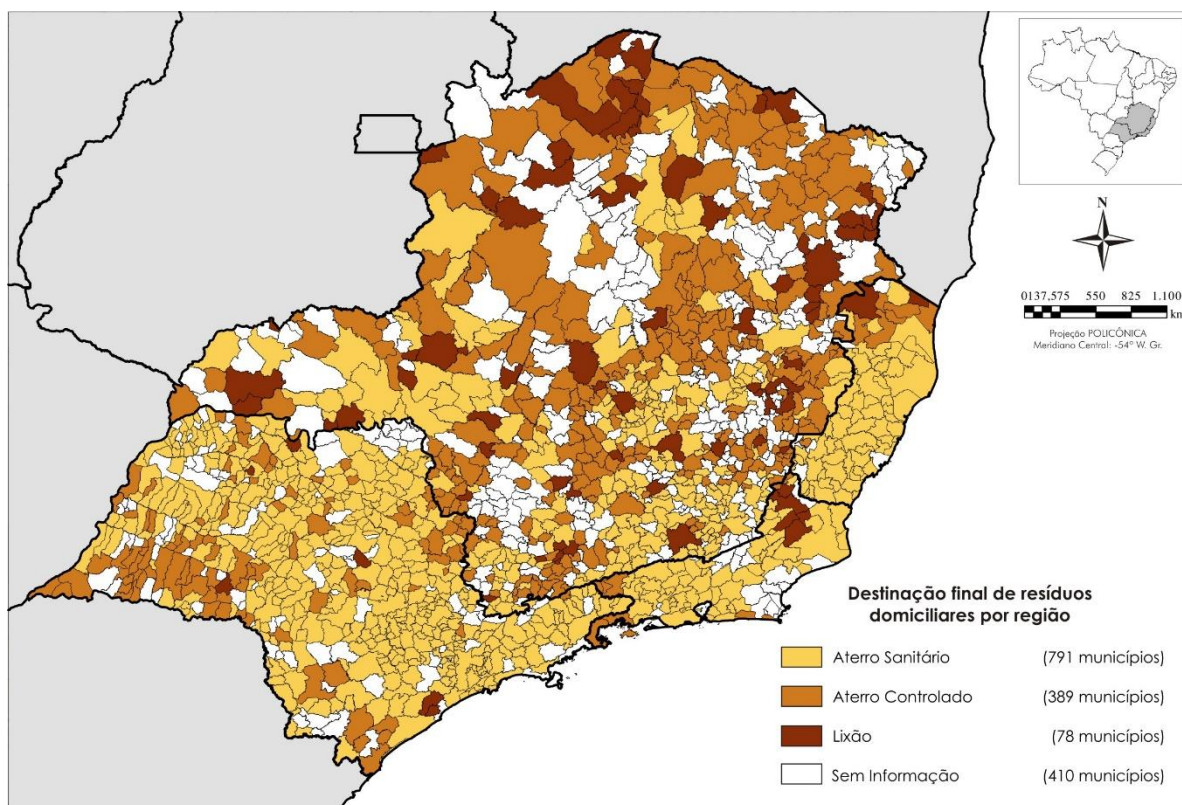 N
0137,575 550 825 1.100
km
Projeção POLICÔNICA
Meridiano Central: -54° W. Gr.
Destinação final de resíduos
domiciliares por região
Aterro Sanitário (791 municípios)
Aterro Controlado (389 municípios)
Lixão (78 municípios)
Sem Informação (410 municípios)